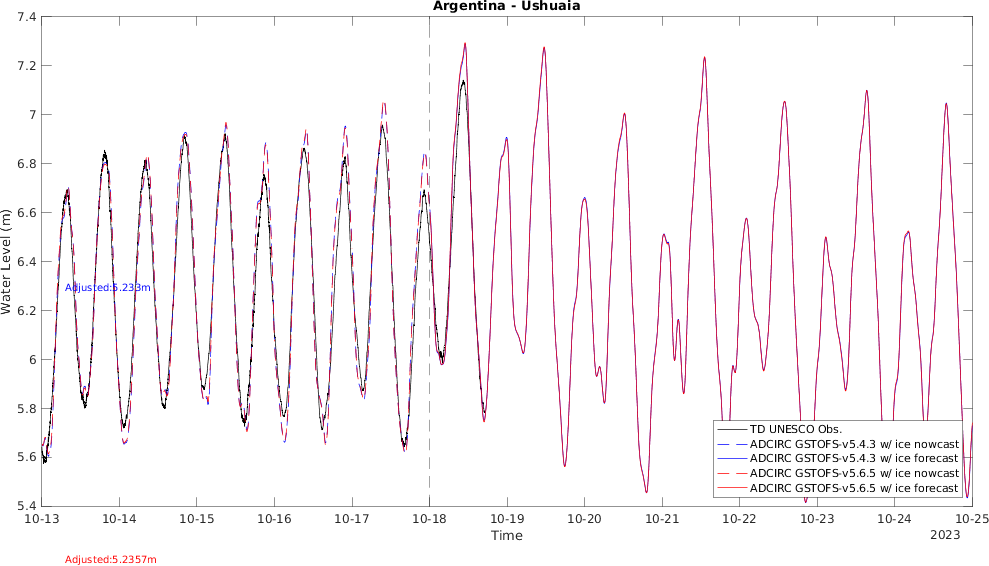 Argentina - Ushuaia
7.4
7.2
7
6.8
6.6
6.4
6.2
6
5.8
5.6
5.4
Water Level (m)
Adjusted:5.233m
TD UNESCO Obs.
ADCIRC GSTOFS-v5.4.3 w/ ice nowcast
ADCIRC GSTOFS-v5.4.3 w/ ice forecast
ADCIRC GSTOFS-v5.6.5 w/ ice nowcast
ADCIRC GSTOFS-v5.6.5 w/ ice forecast
10-13 10-14 10-15 10-16 10-17 10-18 10-19 10-20 10-21 10-22 10-23 10-24 10-25
Time
2023
Adjusted:5.2357m